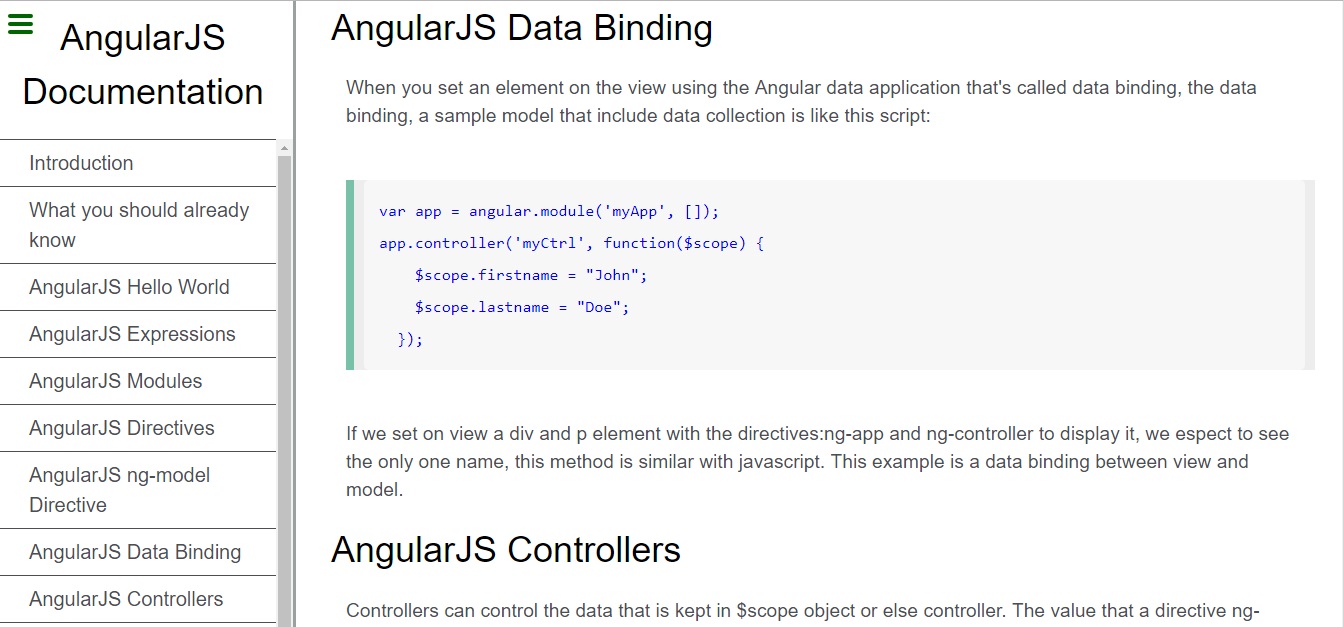 AngularJS
Documentation
Introduction
What you should already
know
AngularJS Hello World
AngularJS Expressions
AngularJS Modules
AngularJS Directives
AngularJS ng-model
Directive
AngularJS Data Binding
AngularJS Controllers
AngularJS Data Binding
When you set an element on the view using the Angular data application that's called data binding, the data
binding, a sample model that include data collection is like this script:
var app = angular.module('myApp', []);
app.controller('myCtrl', function($scope) {
    $scope.firstname = "John";
    $scope.lastname = "Doe";
  });
If we set on view a div and p element with the directives:ng-app and ng-controller to display it, we espect to see
the only one name, this method is similar with javascript. This example is a data binding between view and
model.
AngularJS Controllers
Controllers can control the data that is kept in $scope object or else controller. The value that a directive ng-